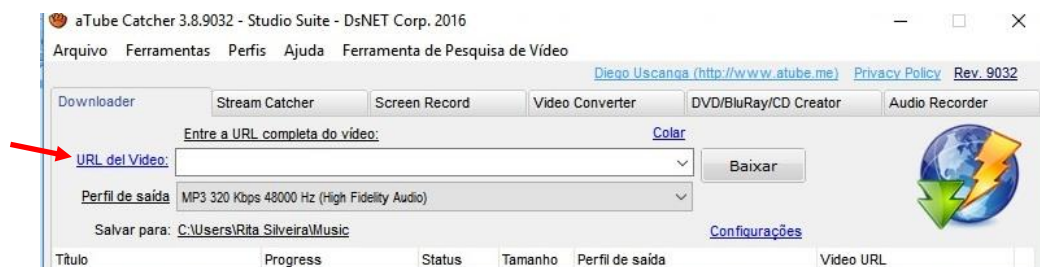 aTube Catcher 3.8.9032 - Studio Suite - DsNET Corp. 2016
Arquivo Ferramentas Perfis Ajuda Ferramenta de Pesquisa de Vídeo
Diego Uscanga (http://www.atube.me) Privacy Policy Rev. 9032
Downloader Stream Catcher Screen Record Video Converter DVD/BluRay/CD Creator Audio Recorder
Entre a URL completa do vídeo: Colar
URL del Video: Baixar
Perfil de saída MP3 320 Kbps 48000 Hz (High Fidelity Audio)
Salvar para: C:\Users\Rita Silveira\Music Configurações
Título Progress Status Tamanho Perfil de saída Video URL